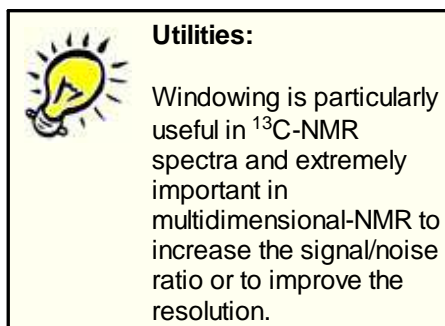 Utilities:
Windowing is particularly
useful in ¹³C-NMR
spectra and extremely
important in
multidimensional-NMR to
increase the signal/noise
ratio or to improve the
resolution.